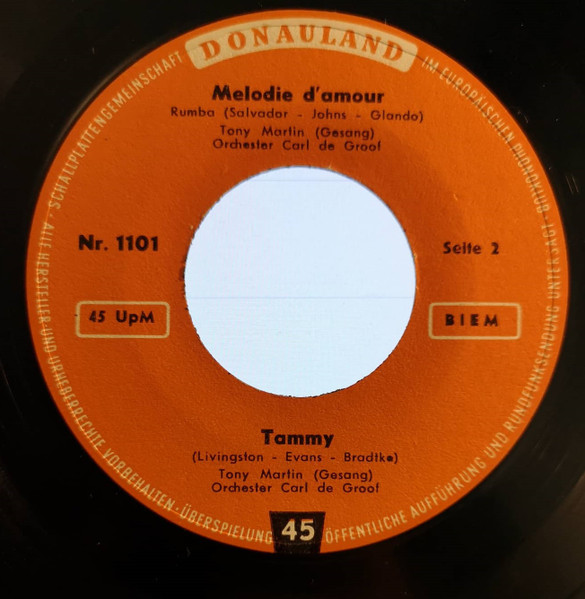 DONAULAND
SCHALLPLATTENGEMEINSCHAFT
IM EUROPÄISCHEN PHONOKLUB
Melodie d'amour
Rumba (Salvador - Johns - Glando)
Tony Martin (Gesang)
Orchester Carl de Groof
Nr. 1101
Seite 2
45 UpM
BIEM
Tammy
(Livingston - Evans - Bradtke)
Tony Martin (Gesang)
Orchester Carl de Groof
· ALLE HERSTELLER- UND URHEBERRECHTE VORBEHALTEN · ÜBERSPIELUNG
45
ÖFFENTLICHE AUFFÜHRUNG UND RUNDFUNKSENDUNG UNTERSAGT ·